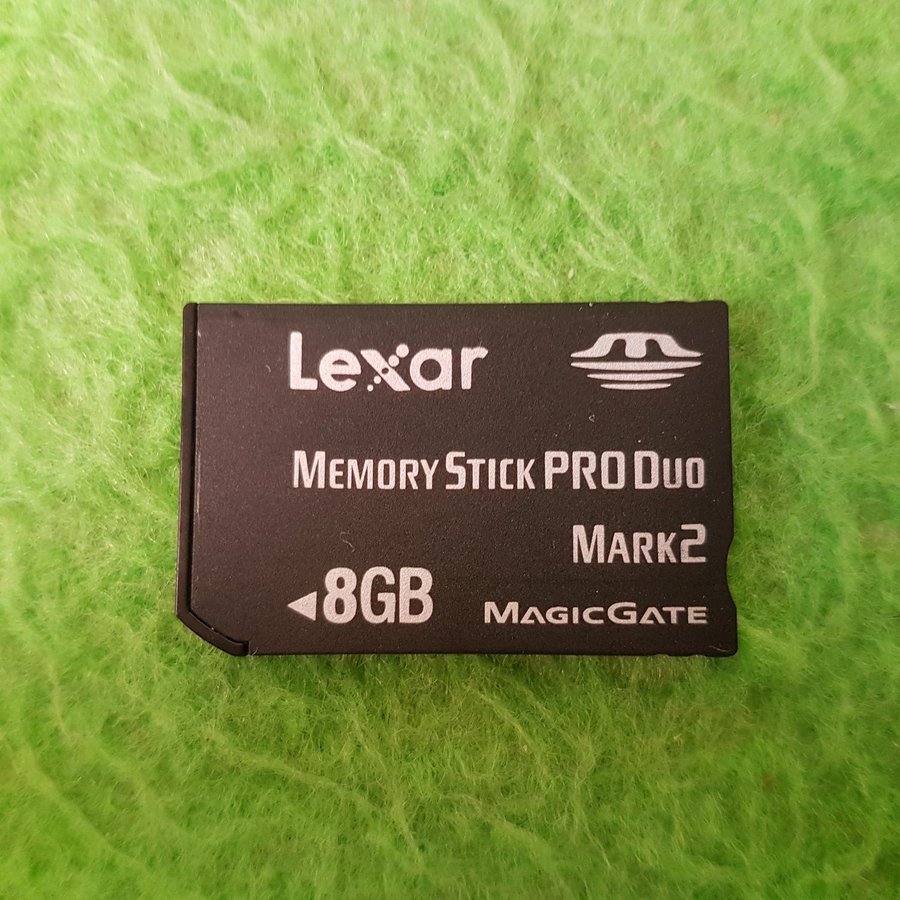 Lexar
MEMORY STICK PRO DUO
MARK2
8GB
MAGICGATE